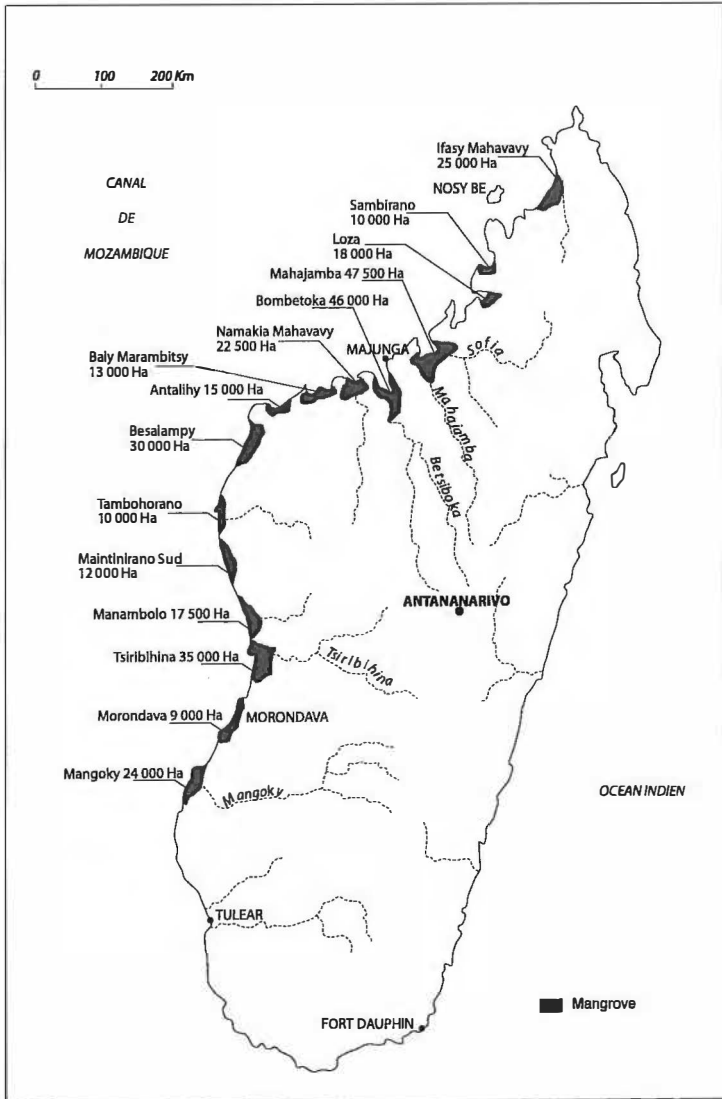 0 100 200 Km
Ifasy Mahavavy
25 000 Ha
CANAL
DE
MOZAMBIQUE
NOSY BE
Sambirano
10 000 Ha
Loza
18 000 Ha
Mahajamba 47 500 Ha
Bombetoka 46 000 Ha
Namakia Mahavavy
22 500 Ha
MAJUNGA
Sofia
Baly Marambitsy
13 000 Ha
Antalihy 15 000 Ha
Mahajamba
Besalampy
30 000 Ha
Betsiboka
Tambohorano
10 000 Ha
Maintinirano Sud
12 000 Ha
ANTANANARIVO
Manambolo 17 500 Ha
Tsiribihina 35 000 Ha
Tsiribihina
Morondava 9 000 Ha
MORONDAVA
Mangoky 24 000 Ha
Mangoky
OCEAN INDIEN
TULEAR
Mangrove
FORT DAUPHIN